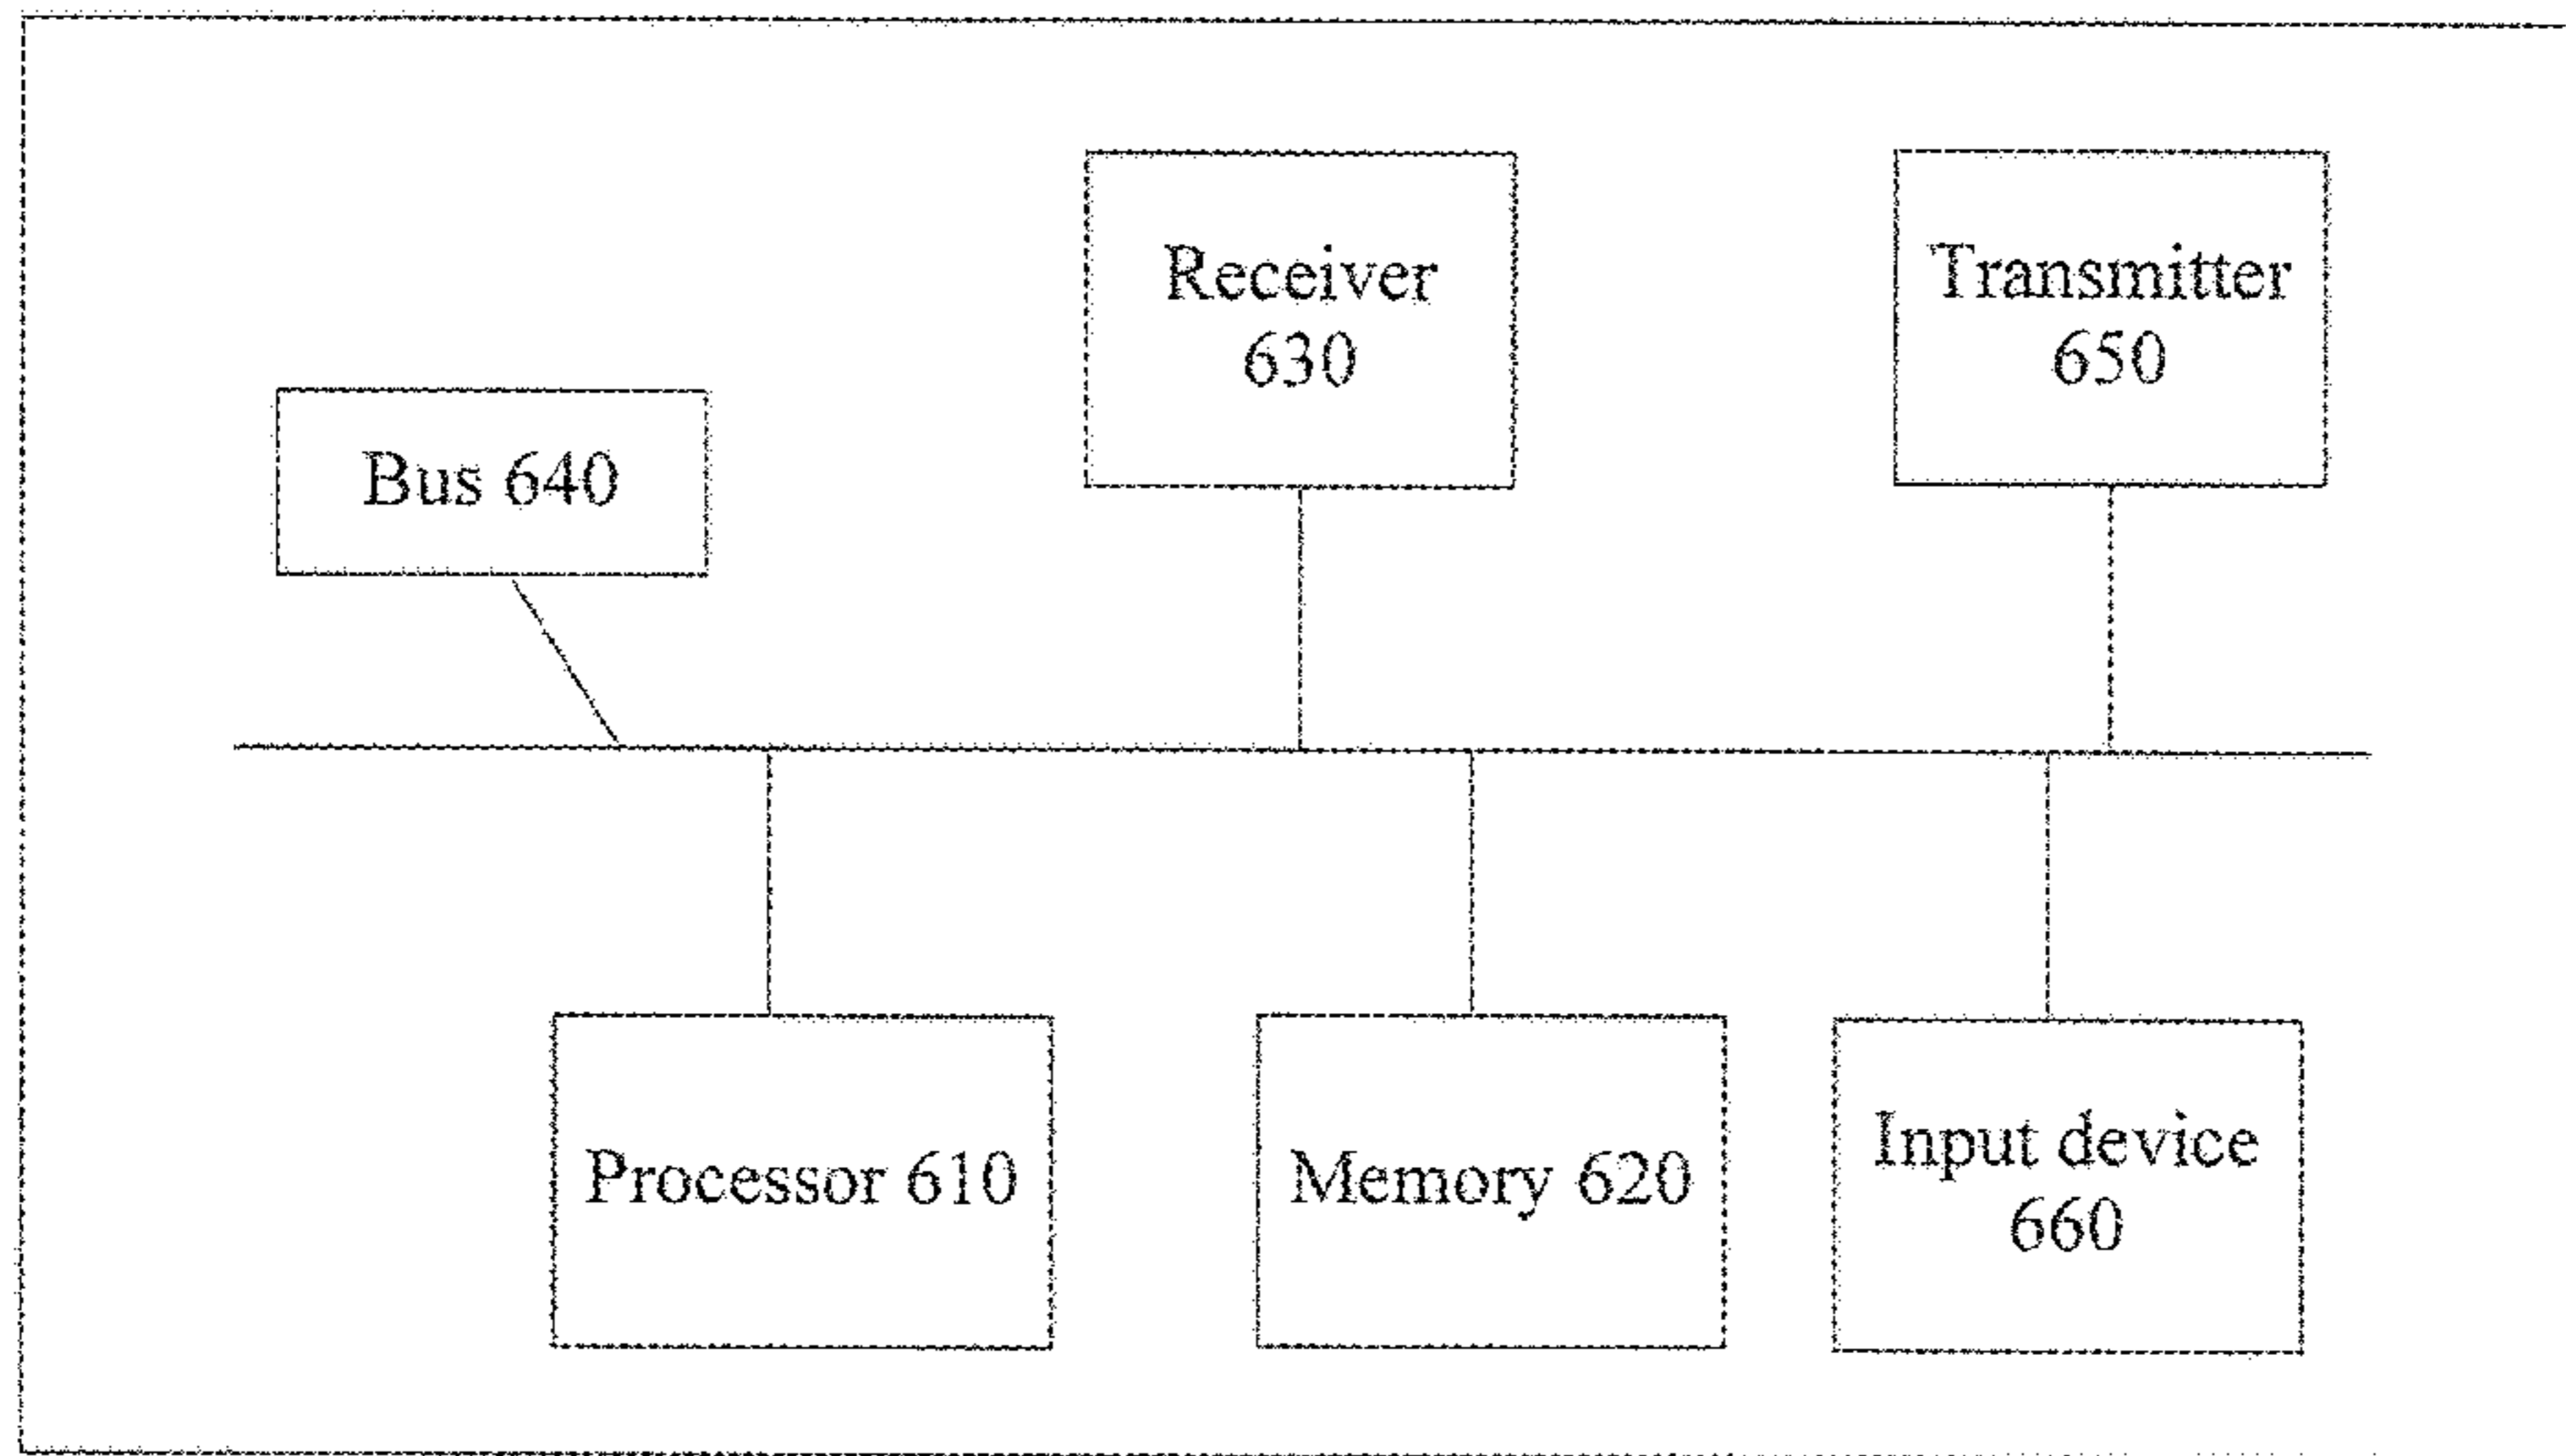 Receiver
630
Transmitter
650
Bus 640
Processor 610
Memory 620
Input device
660